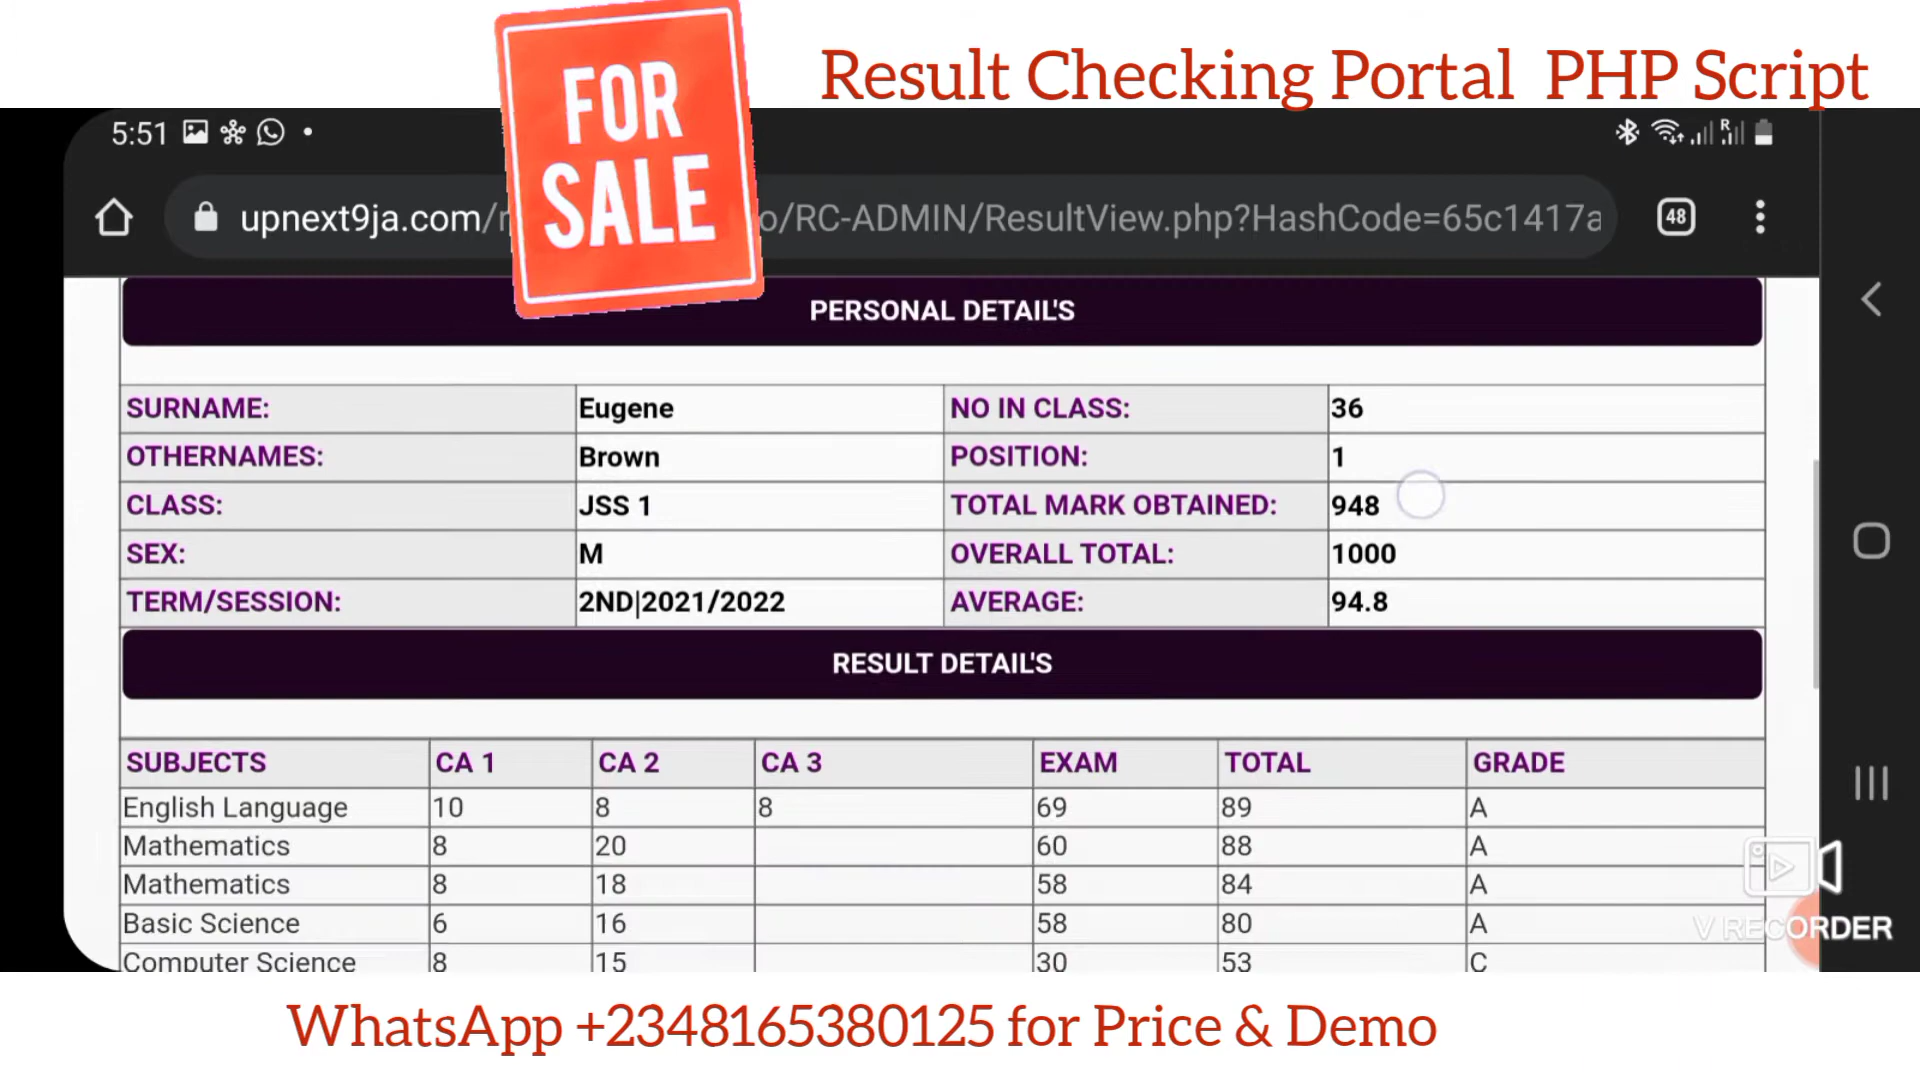 Result Checking Portal PHP Script
FOR
SALE
5:51
R
upnext9ja.com/
o/RC-ADMIN/ResultView.php?HashCode=65c1417a
48
PERSONAL DETAIL'S
SURNAME: Eugene NO IN CLASS: 36
OTHERNAMES: Brown POSITION: 1
CLASS: JSS 1 TOTAL MARK OBTAINED: 948
SEX: M OVERALL TOTAL: 1000
TERM/SESSION: 2ND|2021/2022 AVERAGE: 94.8
RESULT DETAIL'S
SUBJECTS CA 1 CA 2 CA 3 EXAM TOTAL GRADE
English Language 10 8 8 69 89 A
Mathematics 8 20 60 88 A
Mathematics 8 18 58 84 A
Basic Science 6 16 58 80 A
Computer Science 8 15 30 53 C
V RECORDER
WhatsApp +2348165380125 for Price & Demo